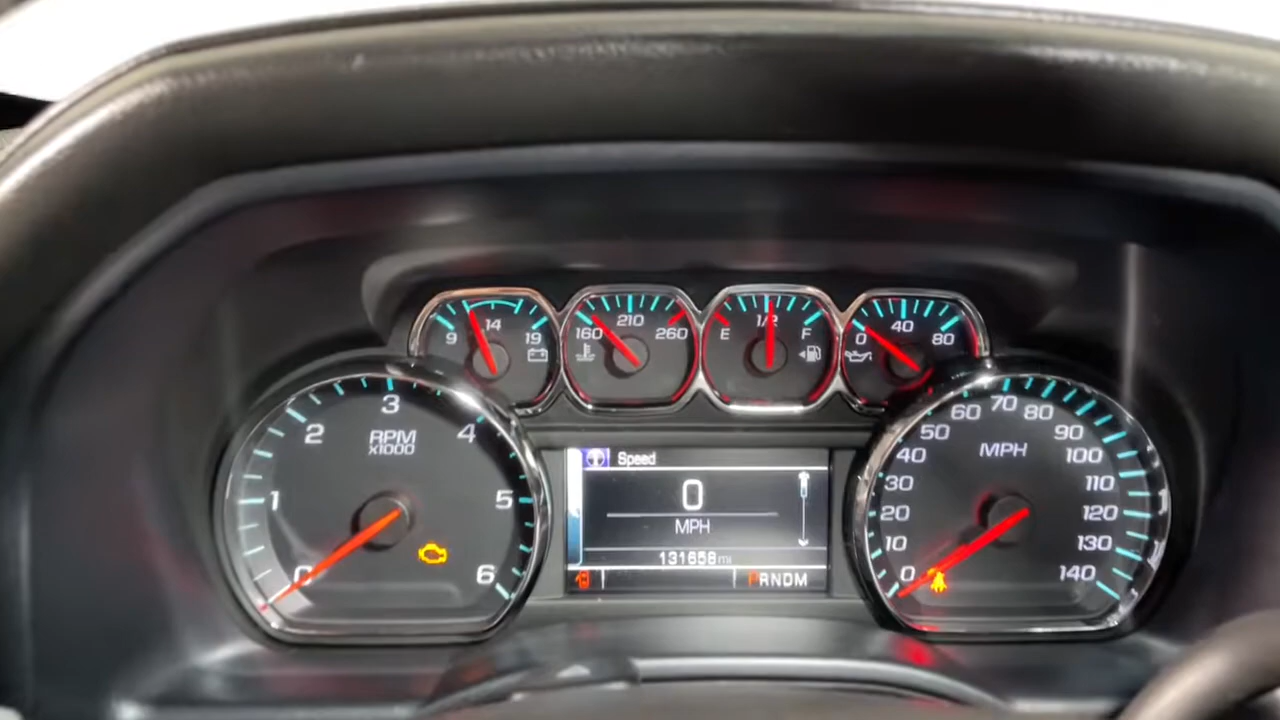 9 14 19
160 210 260
E 1/2 F
0 40 80
0 1 2 3 4 5 6
RPM
X1000
Speed
0
MPH
131658 mi
PRNDM
0 10 20 30 40 50 60 70 80 90 100 110 120 130 140
MPH